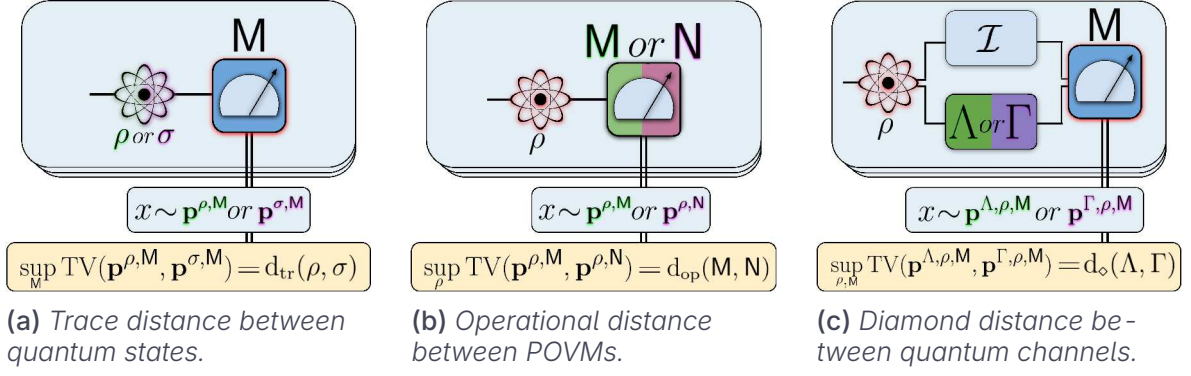 M
ρ or σ
x ∼ p^{ρ,M} or p^{σ,M}
sup_M TV(p^{ρ,M}, p^{σ,M}) = d_tr(ρ, σ)
(a) Trace distance between
quantum states.
M or N
ρ
x ∼ p^{ρ,M} or p^{ρ,N}
sup_ρ TV(p^{ρ,M}, p^{ρ,N}) = d_op(M, N)
(b) Operational distance
between POVMs.
M
I
ρ
Λ or Γ
x ∼ p^{Λ,ρ,M} or p^{Γ,ρ,M}
sup_{ρ,M} TV(p^{Λ,ρ,M}, p^{Γ,ρ,M}) = d_⋄(Λ, Γ)
(c) Diamond distance be-
tween quantum channels.